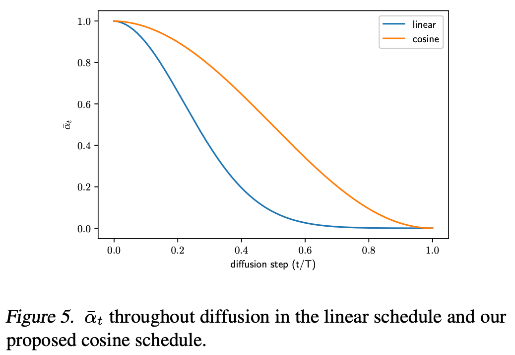 1.0
0.8
0.6
0.4
0.2
0.0
ᾱt
linear
cosine
0.0 0.2 0.4 0.6 0.8 1.0
diffusion step (t/T)
Figure 5. ᾱt throughout diffusion in the linear schedule and our
proposed cosine schedule.